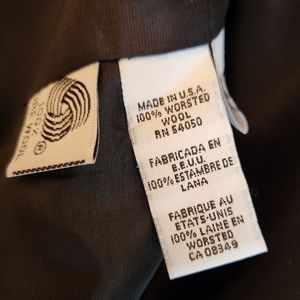 MADE IN U.S.A.
100% WORSTED
WOOL
RN 54050
FABRICADA EN
E.E.U.U.
100% ESTAMBRE DE
LANA
FABRIQUE AU
ETATS-UNIS
100% LAINE EN
WORSTED
CA 08349
®